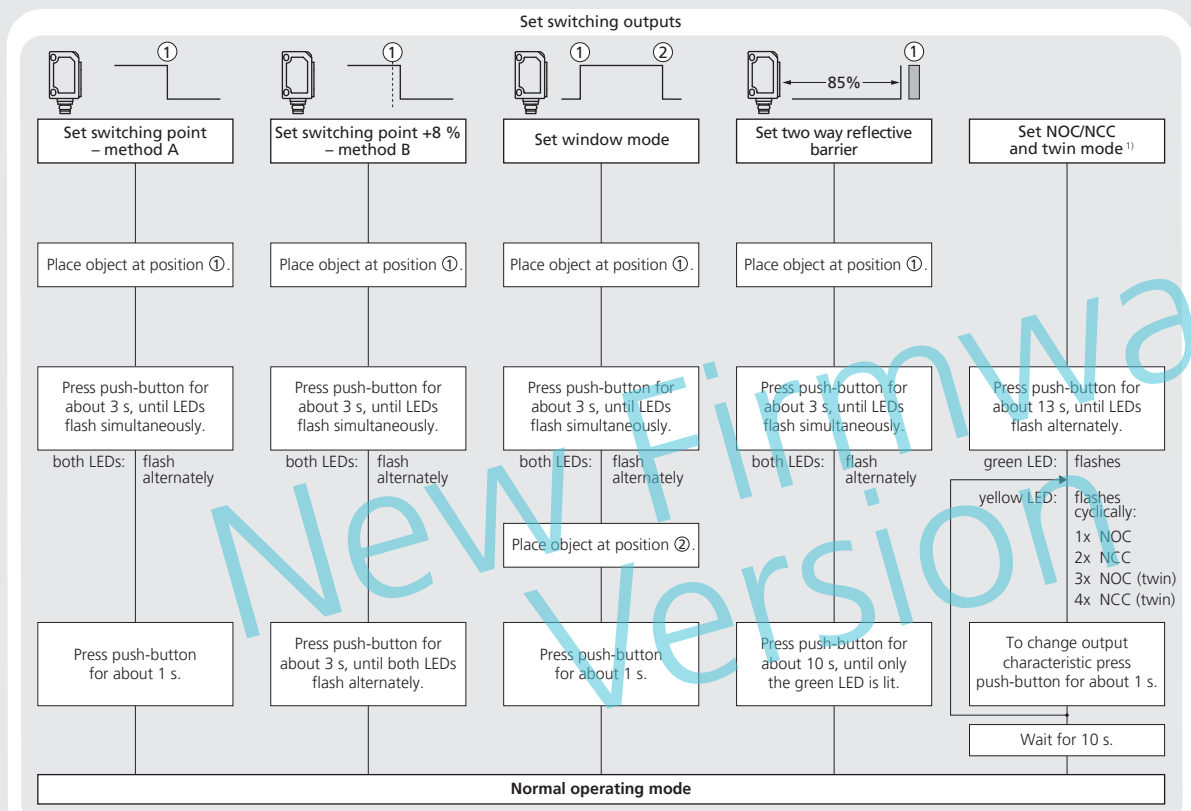 Set switching outputs
①
①
①
②
85%
①
Set switching point
– method A
Set switching point +8 %
– method B
Set window mode
Set two way reflective
barrier
Set NOC/NCC
and twin mode 1)
Place object at position ①.
Place object at position ①.
Place object at position ①.
Place object at position ①.
Press push-button for
about 3 s, until LEDs
flash simultaneously.
Press push-button for
about 3 s, until LEDs
flash simultaneously.
Press push-button for
about 3 s, until LEDs
flash simultaneously.
Press push-button for
about 3 s, until LEDs
flash simultaneously.
Press push-button for
about 13 s, until LEDs
flash alternately.
both LEDs: flash
alternately
both LEDs: flash
alternately
both LEDs: flash
alternately
both LEDs: flash
alternately
green LED: flashes
yellow LED: flashes
cyclically:
1x NOC
2x NCC
3x NOC (twin)
4x NCC (twin)
Place object at position ②.
Press push-button
for about 1 s.
Press push-button for
about 3 s, until both LEDs
flash alternately.
Press push-button
for about 1 s.
Press push-button for
about 10 s, until only
the green LED is lit.
To change output
characteristic press
push-button for about 1 s.
Wait for 10 s.
Normal operating mode
New Firmwa
Version